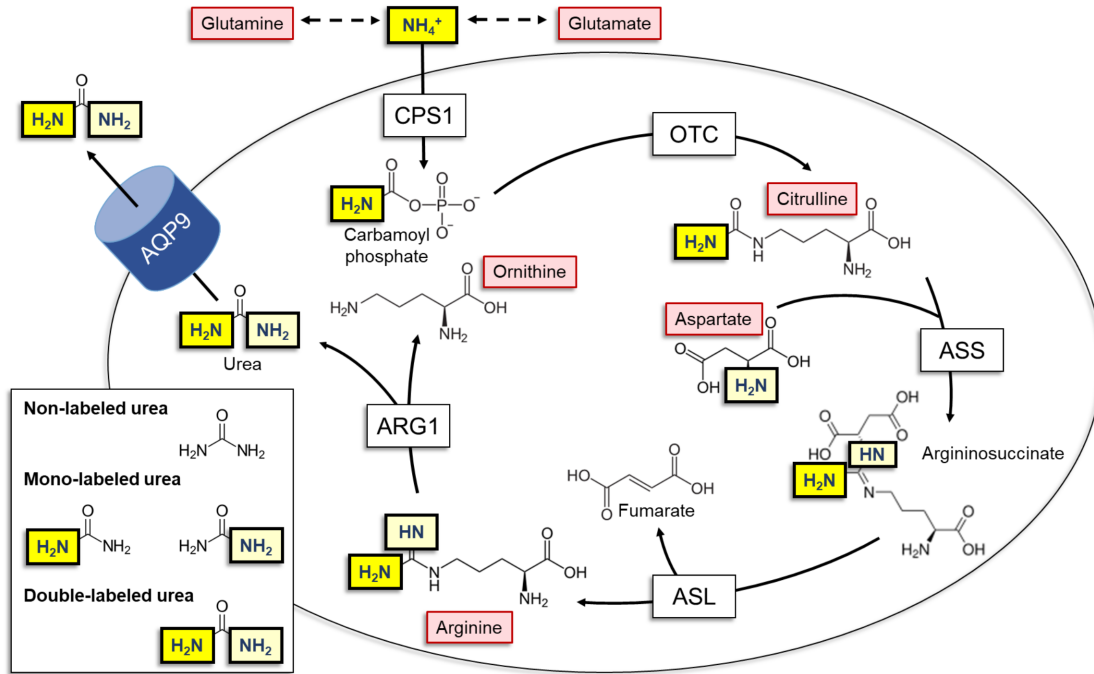 Glutamine
NH₄⁺
Glutamate
O
H₂N NH₂
CPS1
OTC
AQP9
O
O
H₂N O P O⁻
O⁻
Carbamoyl
phosphate
Citrulline
O O
H₂N N OH
H NH₂
Ornithine
O
H₂N OH
NH₂
O
H₂N NH₂
Urea
Aspartate
O O
OH OH
H₂N
ASS
ARG1
O OH
O O
OH HN
H₂N N
O
H₂N OH
Argininosuccinate
O OH
HO O
Fumarate
HN O
H₂N N OH
H NH₂
Arginine
ASL
Non-labeled urea
O
H₂N NH₂
Mono-labeled urea
O O
H₂N NH₂ H₂N NH₂
Double-labeled urea
O
H₂N NH₂